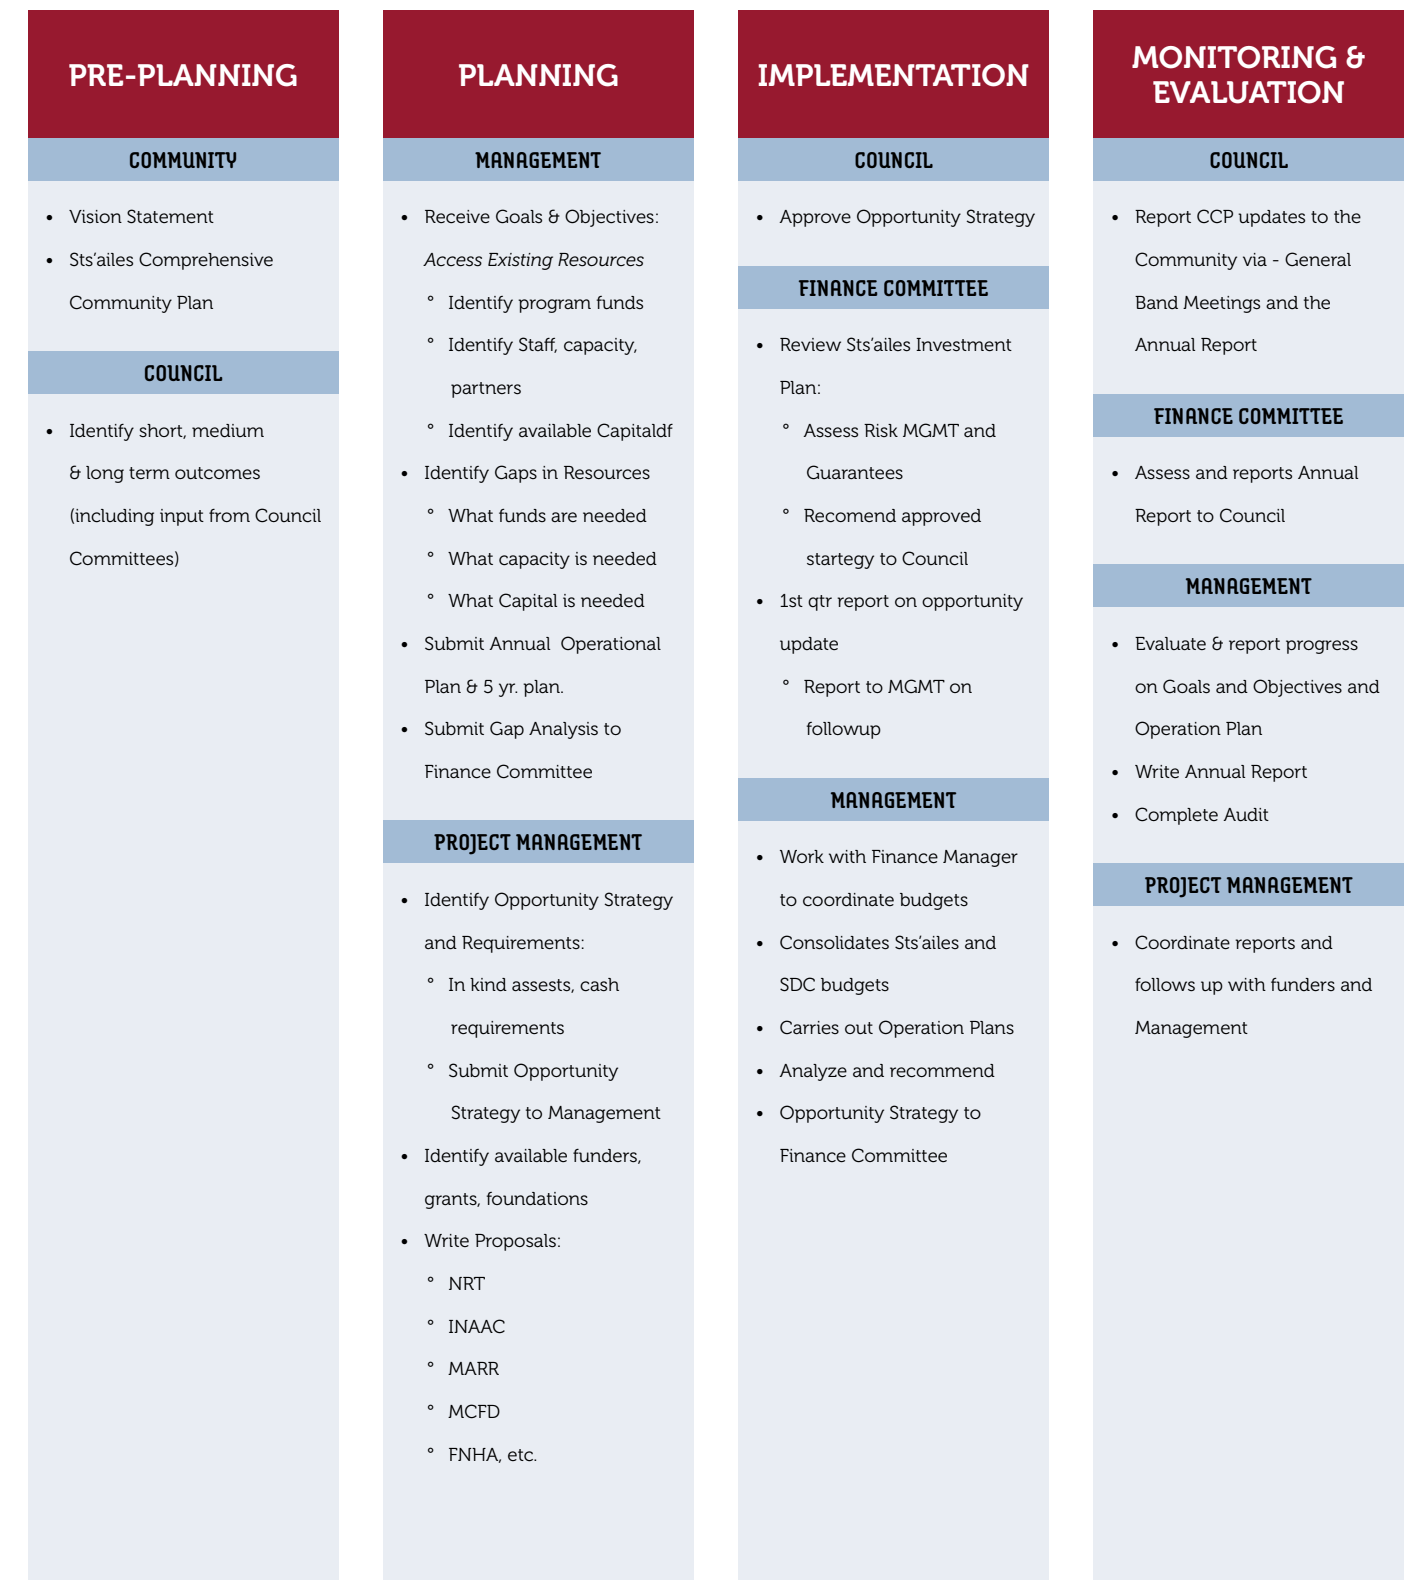 PRE-PLANNING
COMMUNITY
• Vision Statement
• Sts'ailes Comprehensive
Community Plan
COUNCIL
• Identify short, medium
& long term outcomes
(including input from Council
Committees)
PLANNING
MANAGEMENT
• Receive Goals & Objectives:
Access Existing Resources
° Identify program funds
° Identify Staff, capacity,
partners
° Identify available Capitaldf
• Identify Gaps in Resources
° What funds are needed
° What capacity is needed
° What Capital is needed
• Submit Annual  Operational
Plan & 5 yr. plan.
• Submit Gap Analysis to
Finance Committee
PROJECT MANAGEMENT
• Identify Opportunity Strategy
and Requirements:
° In kind assests, cash
requirements
° Submit Opportunity
Strategy to Management
• Identify available funders,
grants, foundations
• Write Proposals:
° NRT
° INAAC
° MARR
° MCFD
° FNHA, etc.
IMPLEMENTATION
COUNCIL
• Approve Opportunity Strategy
FINANCE COMMITTEE
• Review Sts'ailes Investment
Plan:
° Assess Risk MGMT and
Guarantees
° Recomend approved
startegy to Council
• 1st qtr report on opportunity
update
° Report to MGMT on
followup
MANAGEMENT
• Work with Finance Manager
to coordinate budgets
• Consolidates Sts'ailes and
SDC budgets
• Carries out Operation Plans
• Analyze and recommend
• Opportunity Strategy to
Finance Committee
MONITORING &
EVALUATION
COUNCIL
• Report CCP updates to the
Community via - General
Band Meetings and the
Annual Report
FINANCE COMMITTEE
• Assess and reports Annual
Report to Council
MANAGEMENT
• Evaluate & report progress
on Goals and Objectives and
Operation Plan
• Write Annual Report
• Complete Audit
PROJECT MANAGEMENT
• Coordinate reports and
follows up with funders and
Management